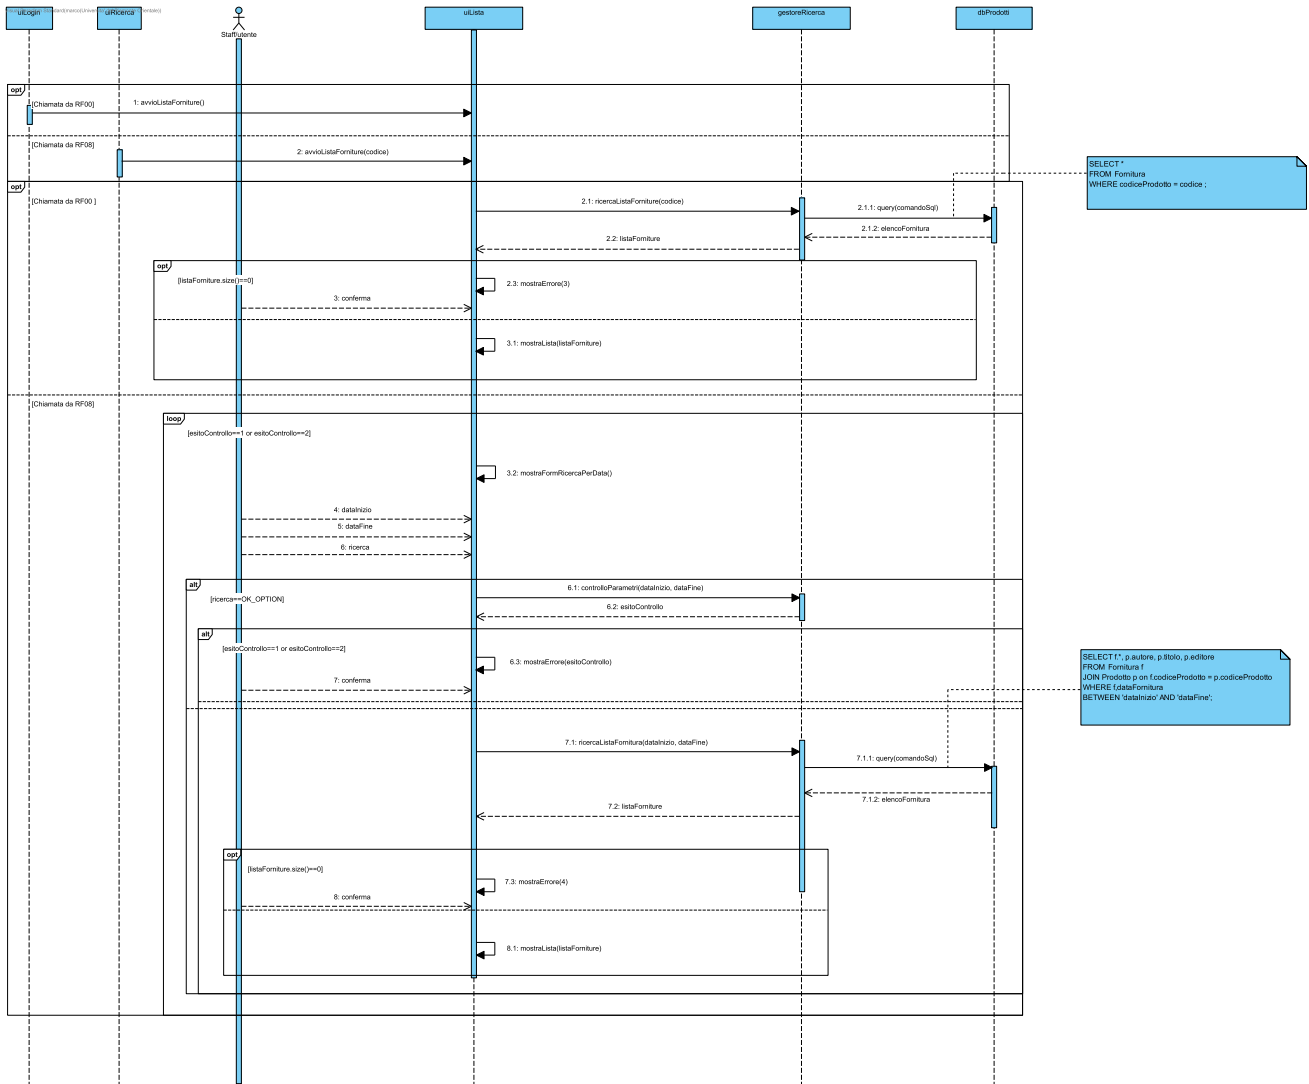 uiLogin
uiRicerca
Staff/utente
uiLista
gestoreRicerca
dbProdotti
opt
[Chiamata da RF00]
1: avvioListaForniture()
[Chiamata da RF08]
2: avvioListaForniture(codice)
SELECT *
FROM Fornitura
WHERE codiceProdotto = codice ;
opt
[Chiamata da RF00 ]
2.1: ricercaListaForniture(codice)
2.1.1: query(comandoSql)
2.1.2: elencoFornitura
2.2: listaForniture
opt
[listaForniture.size()==0]
2.3: mostraErrore(3)
3: conferma
3.1: mostraLista(listaForniture)
[Chiamata da RF08]
loop
[esitoControllo==1 or esitoControllo==2]
3.2: mostraFormRicercaPerData()
4: dataInizio
5: dataFine
6: ricerca
alt
[ricerca==OK_OPTION]
6.1: controlloParametri(dataInizio, dataFine)
6.2: esitoControllo
alt
[esitoControllo==1 or esitoControllo==2]
6.3: mostraErrore(esitoControllo)
7: conferma
SELECT f.*, p.autore, p.titolo, p.editore
FROM Fornitura f
JOIN Prodotto p on f.codiceProdotto = p.codiceProdotto
WHERE f.dataFornitura
BETWEEN 'dataInizio' AND 'dataFine';
7.1: ricercaListaFornitura(dataInizio, dataFine)
7.1.1: query(comandoSql)
7.1.2: elencoFornitura
7.2: listaForniture
opt
[listaForniture.size()==0]
7.3: mostraErrore(4)
8: conferma
8.1: mostraLista(listaForniture)